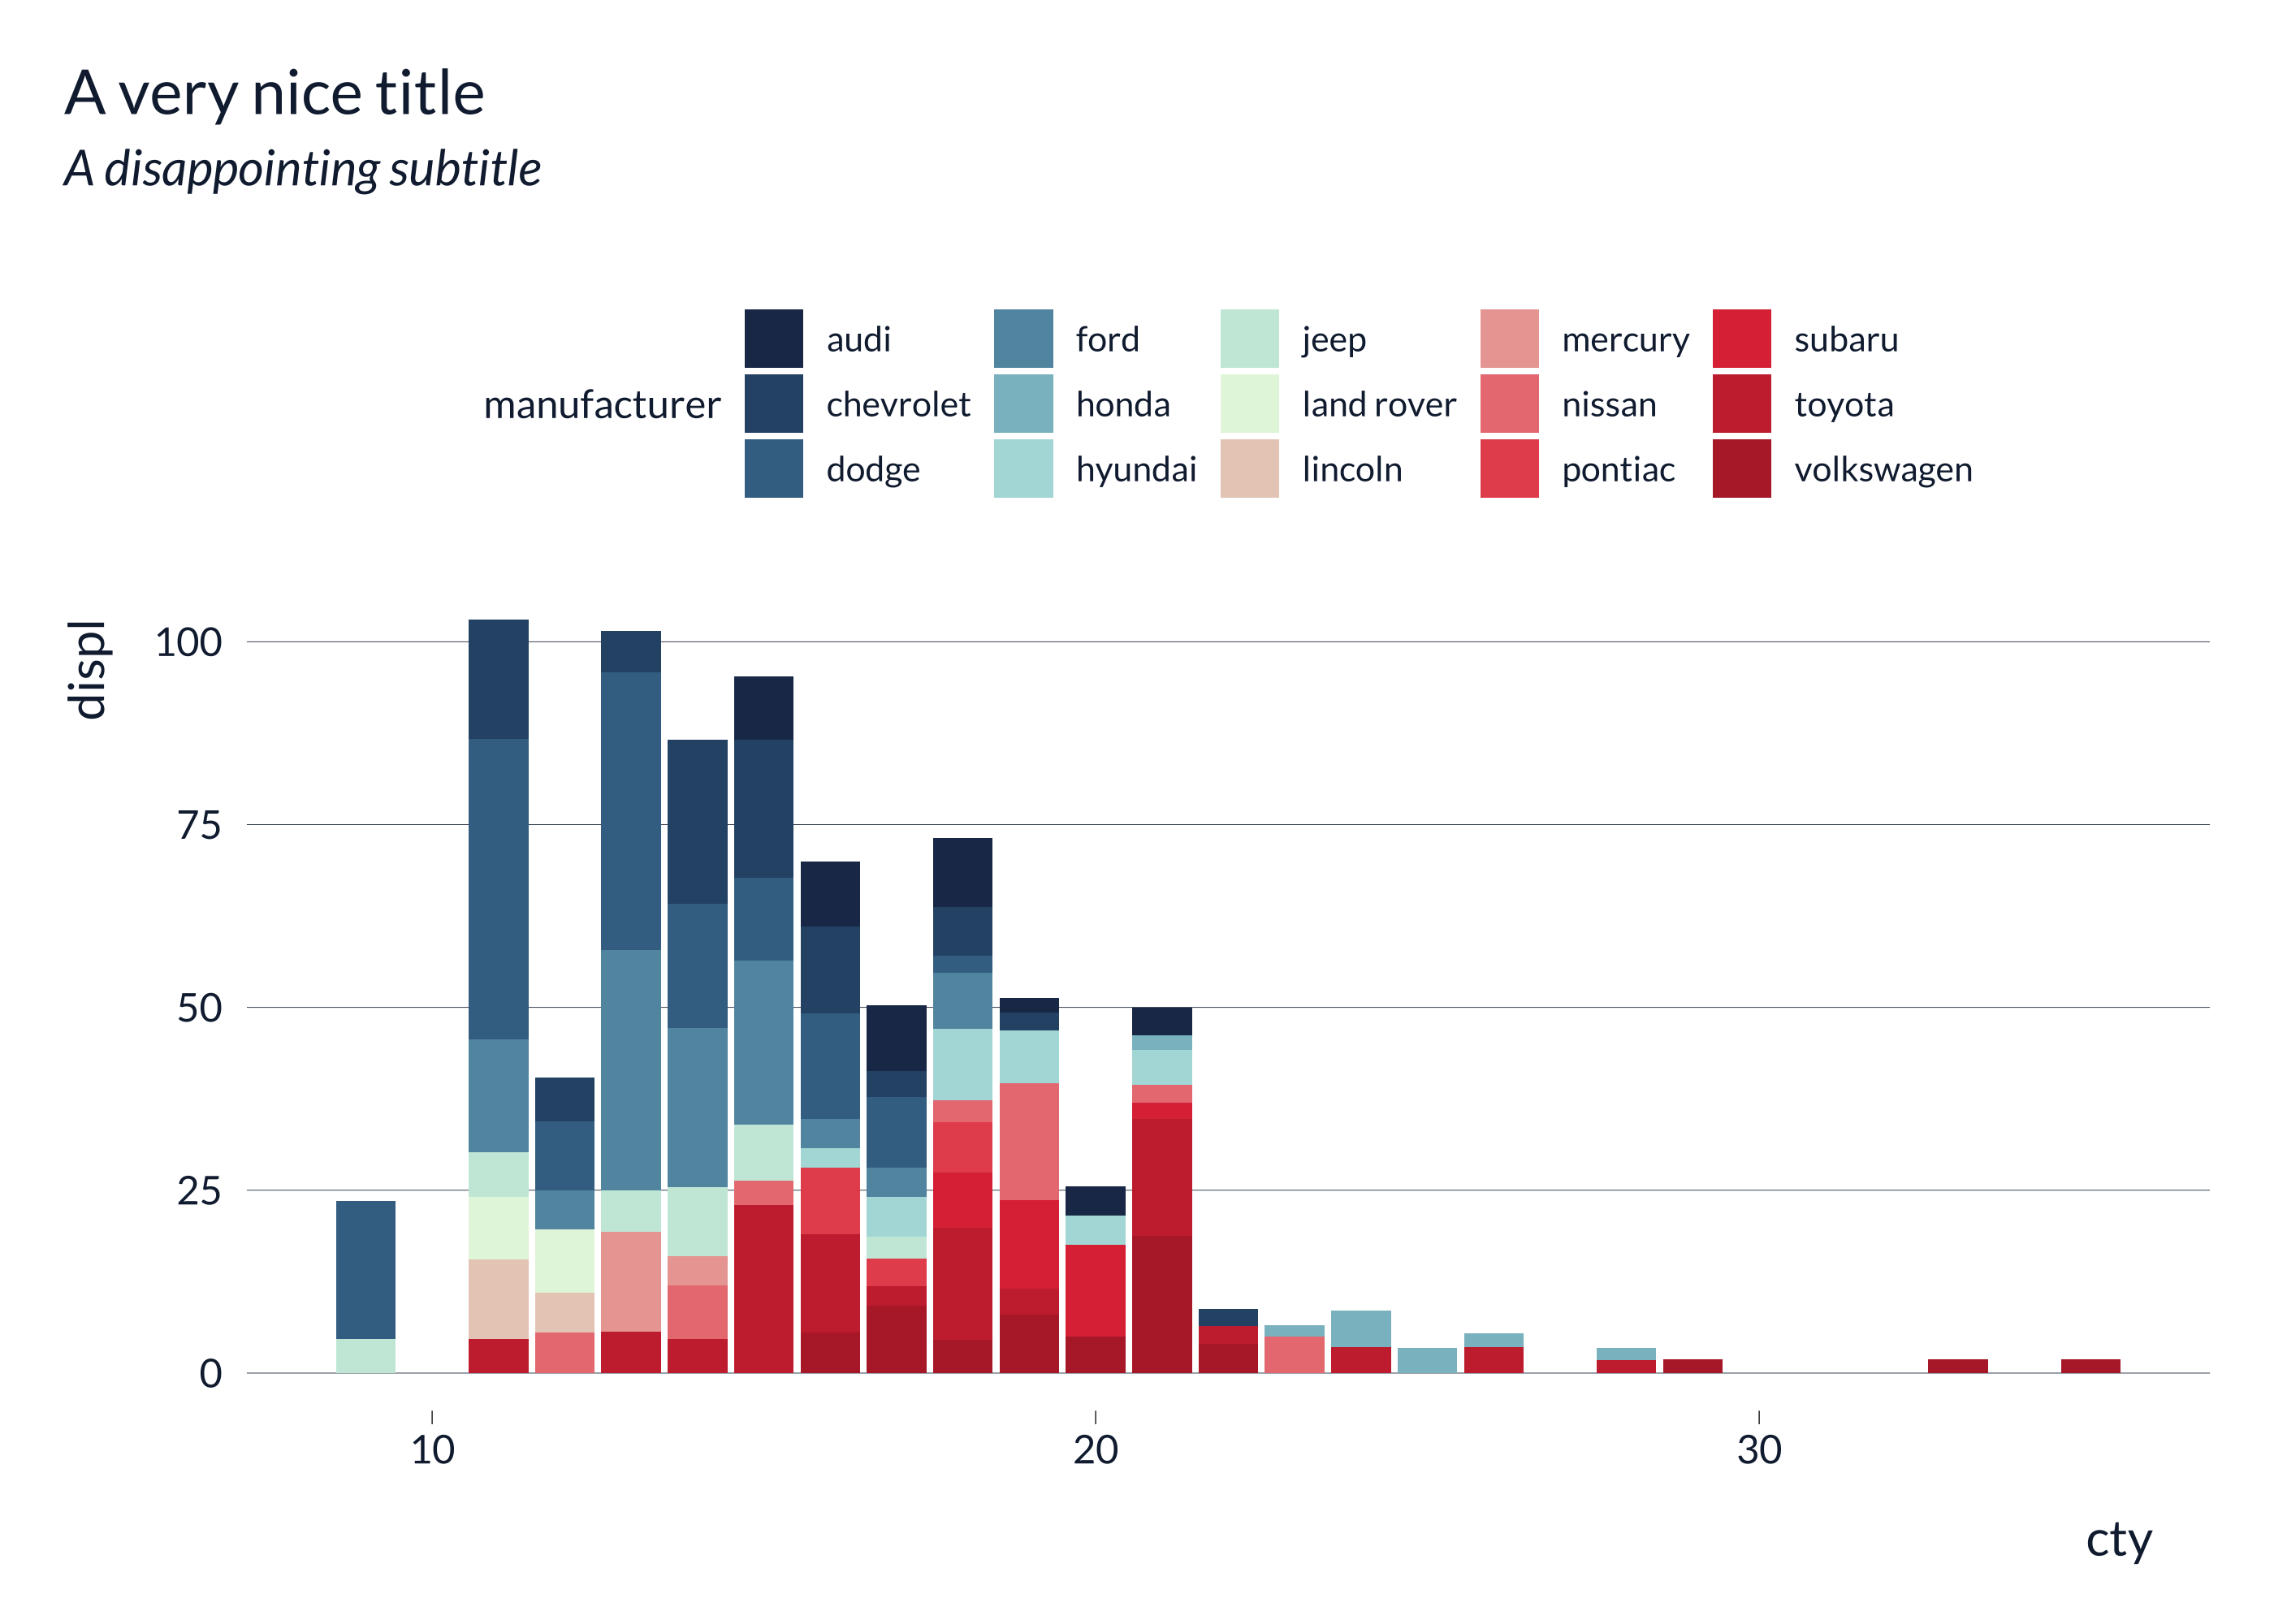 A very nice title
A disappointing subtitle
manufacturer
audi
chevrolet
dodge
ford
honda
hyundai
jeep
land rover
lincoln
mercury
nissan
pontiac
subaru
toyota
volkswagen
displ
100
75
50
25
0
10
20
30
cty